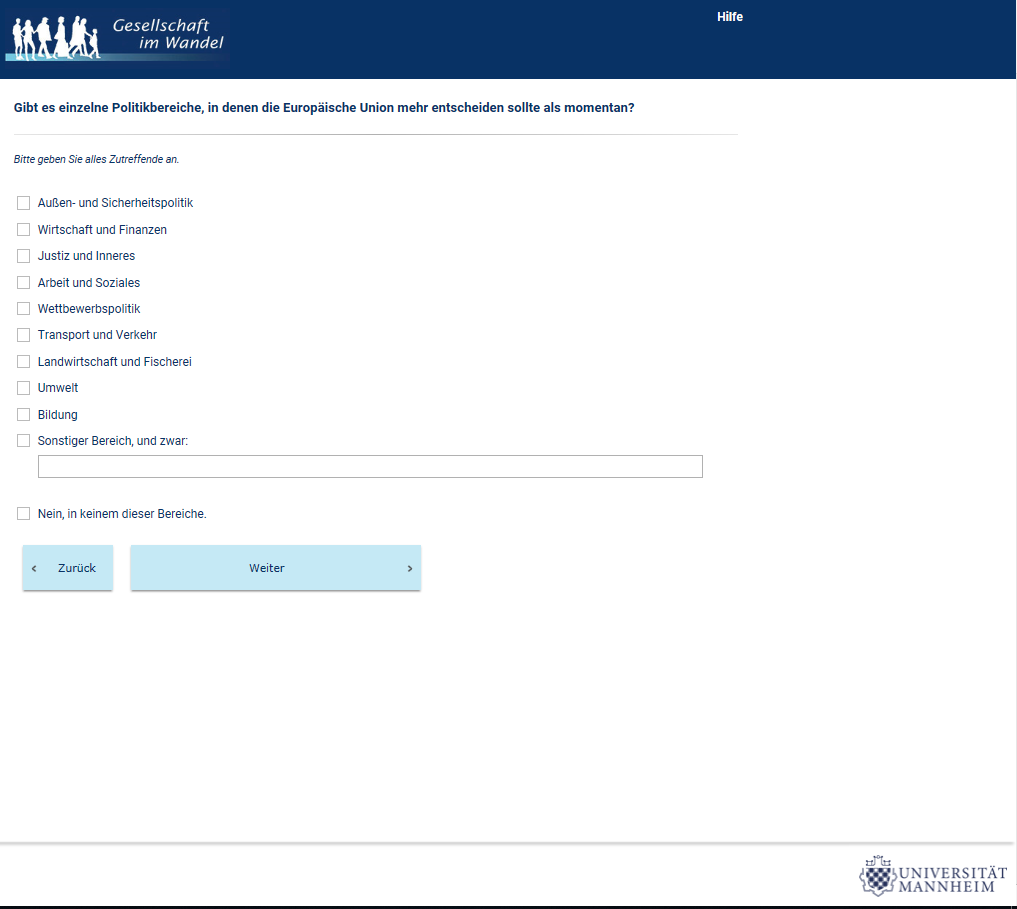 Gesellschaft
im Wandel
Hilfe
Gibt es einzelne Politikbereiche, in denen die Europäische Union mehr entscheiden sollte als momentan?
Bitte geben Sie alles Zutreffende an.
Außen- und Sicherheitspolitik
Wirtschaft und Finanzen
Justiz und Inneres
Arbeit und Soziales
Wettbewerbspolitik
Transport und Verkehr
Landwirtschaft und Fischerei
Umwelt
Bildung
Sonstiger Bereich, und zwar:
Nein, in keinem dieser Bereiche.
‹ Zurück
Weiter ›
UNIVERSITÄT
MANNHEIM